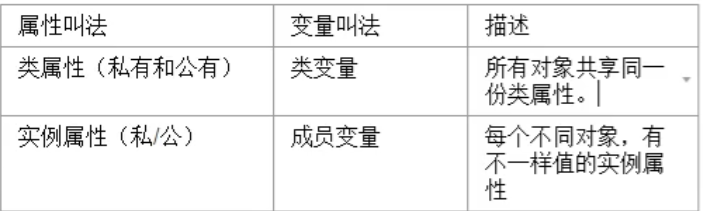 属性叫法 变量叫法 描述
类属性（私有和公有） 类变量 所有对象共享同一
份类属性。
实例属性（私/公） 成员变量 每个不同对象，有
不一样值的实例属
性